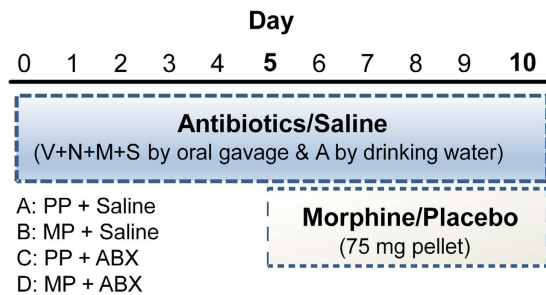 Day
0 1 2 3 4 5 6 7 8 9 10
Antibiotics/Saline
(V+N+M+S by oral gavage & A by drinking water)
A: PP + Saline
B: MP + Saline
C: PP + ABX
D: MP + ABX
Morphine/Placebo
(75 mg pellet)